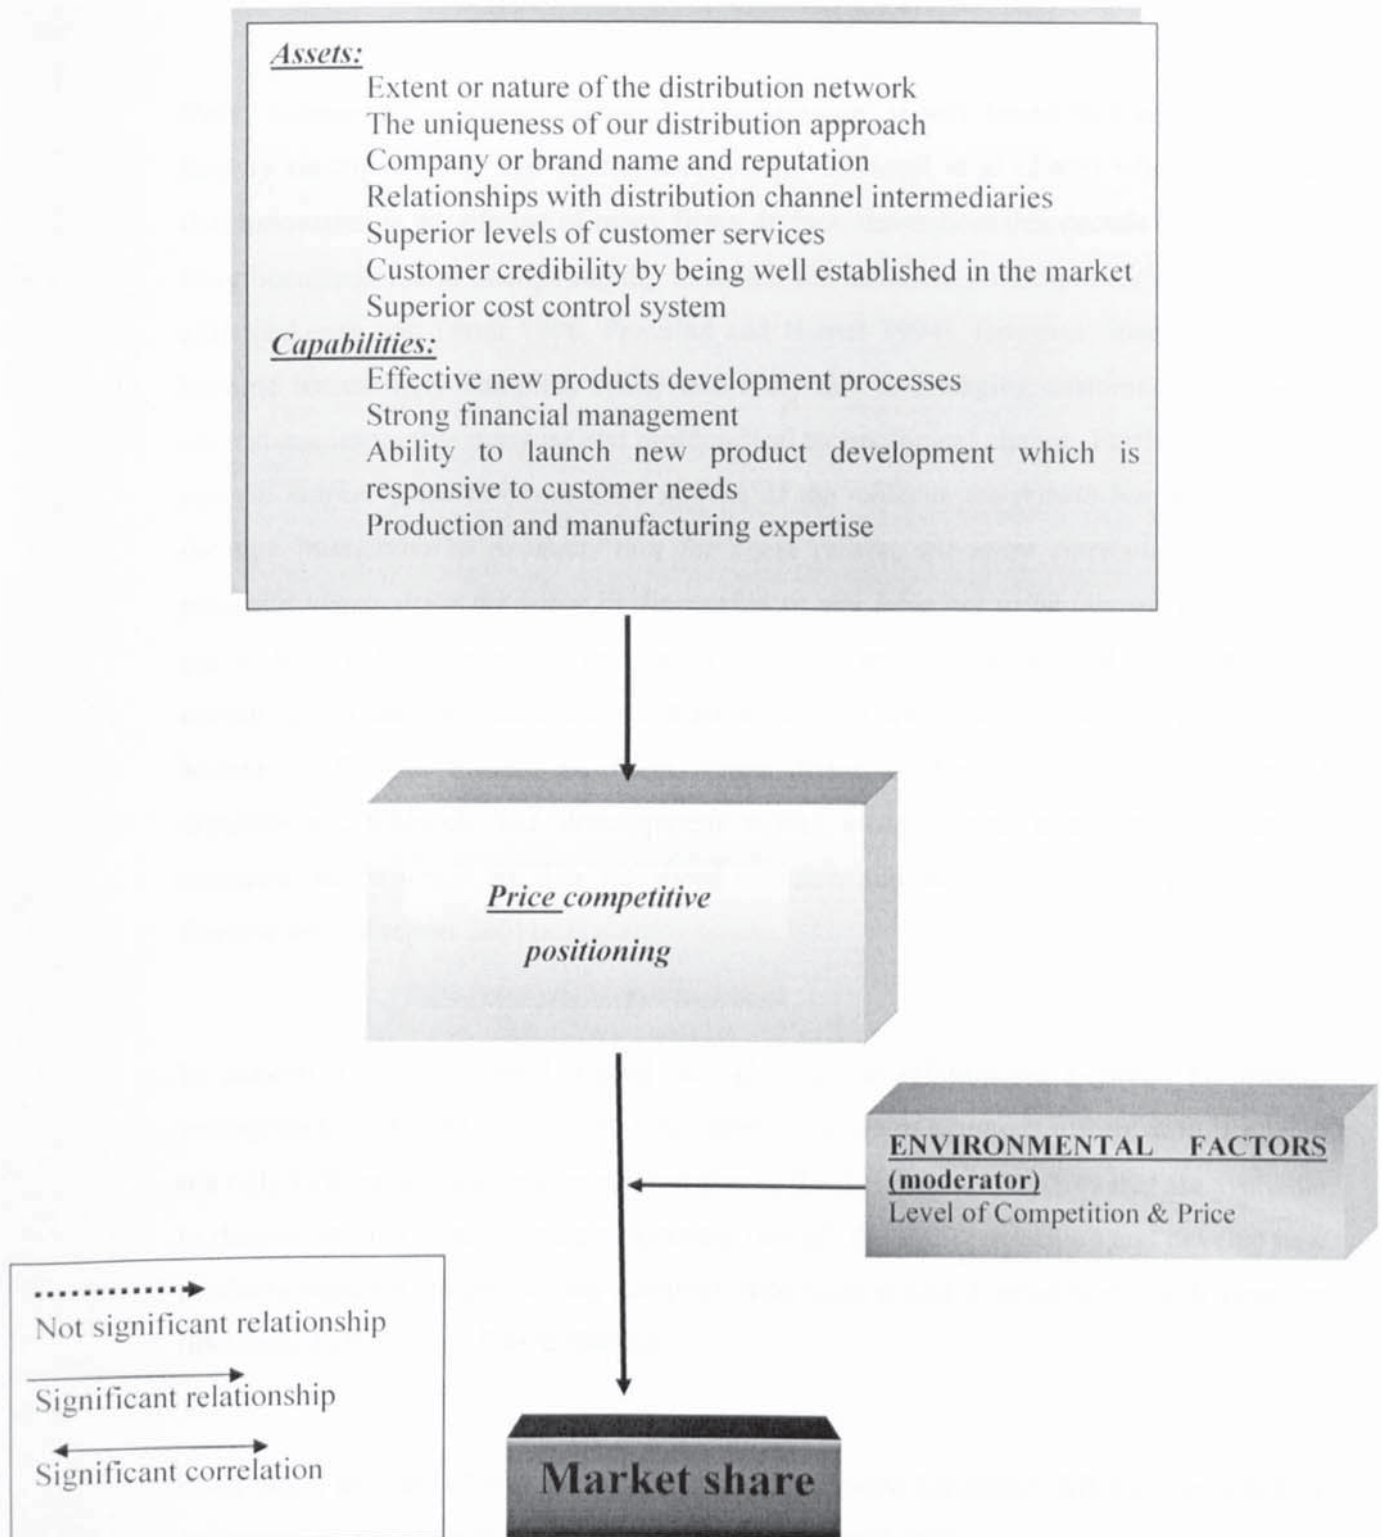 Assets:
Extent or nature of the distribution network
The uniqueness of our distribution approach
Company or brand name and reputation
Relationships with distribution channel intermediaries
Superior levels of customer services
Customer credibility by being well established in the market
Superior cost control system
Capabilities:
Effective new products development processes
Strong financial management
Ability to launch new product development which is
responsive to customer needs
Production and manufacturing expertise
Price competitive
positioning
ENVIRONMENTAL FACTORS
(moderator)
Level of Competition & Price
Not significant relationship
Significant relationship
Significant correlation
Market share